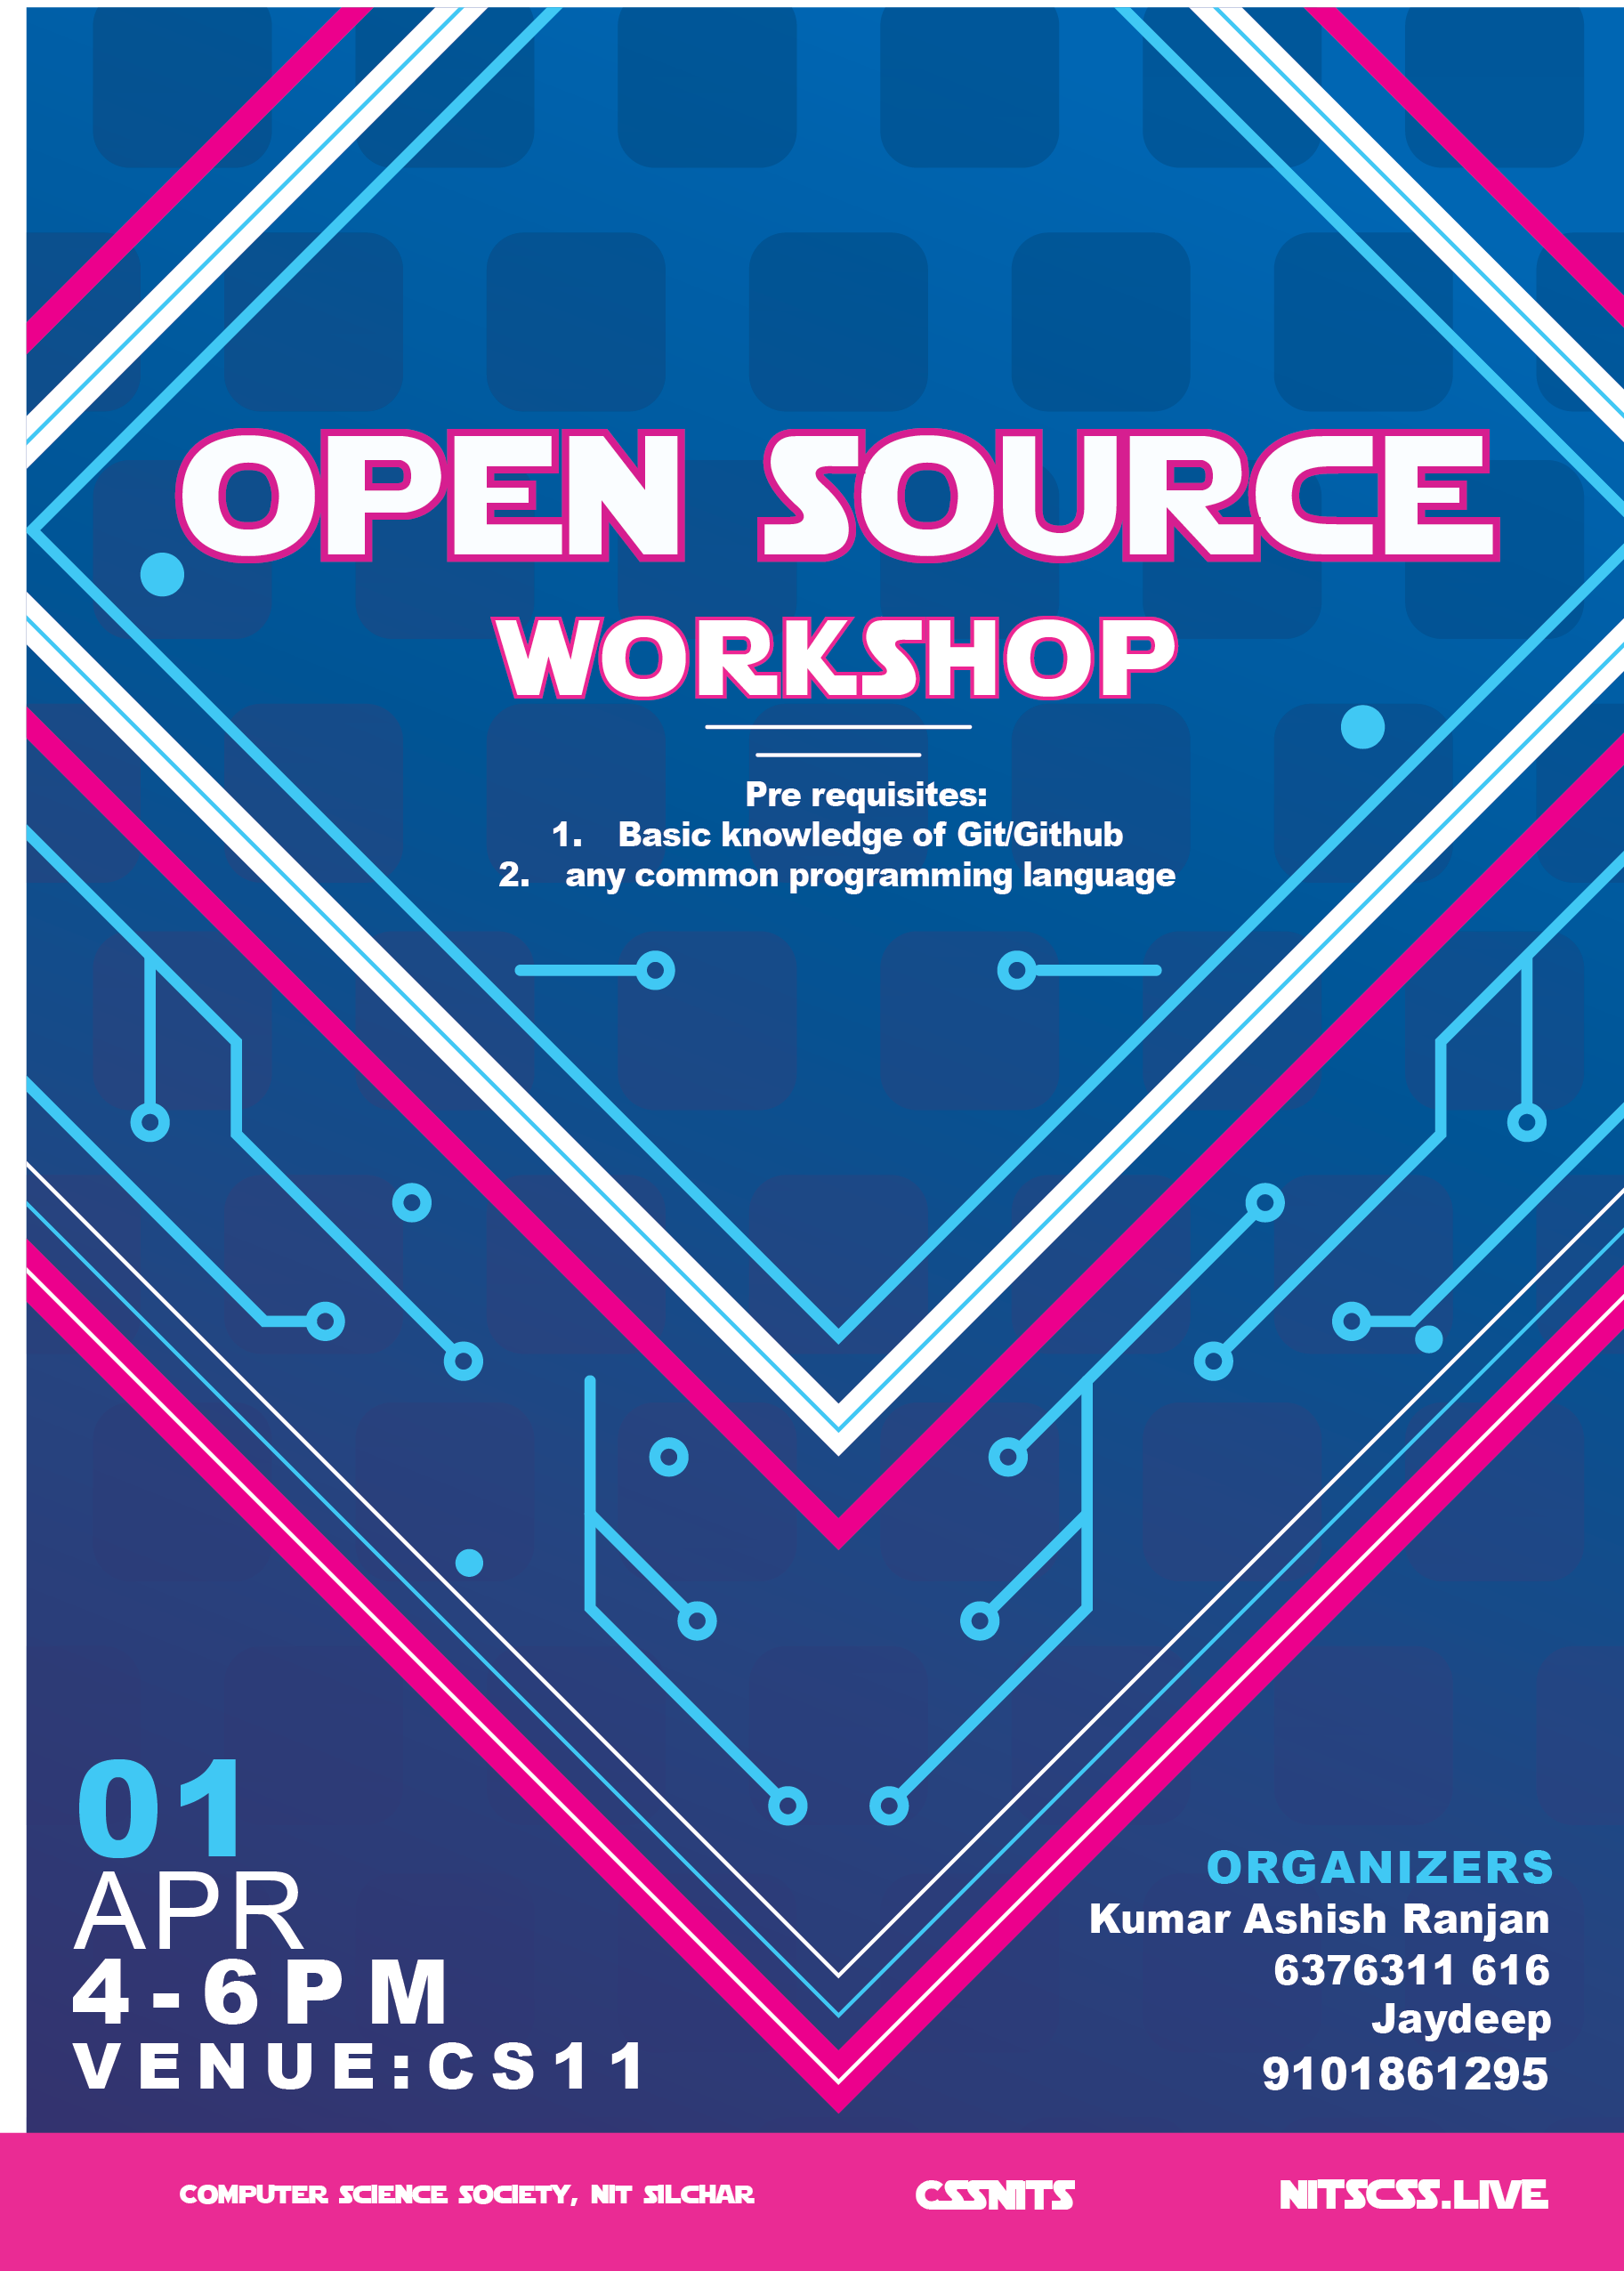 OPEN SOURCE
WORKSHOP
Pre requisites:
1. Basic knowledge of Git/Github
2. any common programming language
01
APR
4-6PM
VENUE:CS11
ORGANIZERS
Kumar Ashish Ranjan
6376311 616
Jaydeep
9101861295
COMPUTER SCIENCE SOCIETY, NIT SILCHAR
CSSNITS
NITSCSS.LIVE